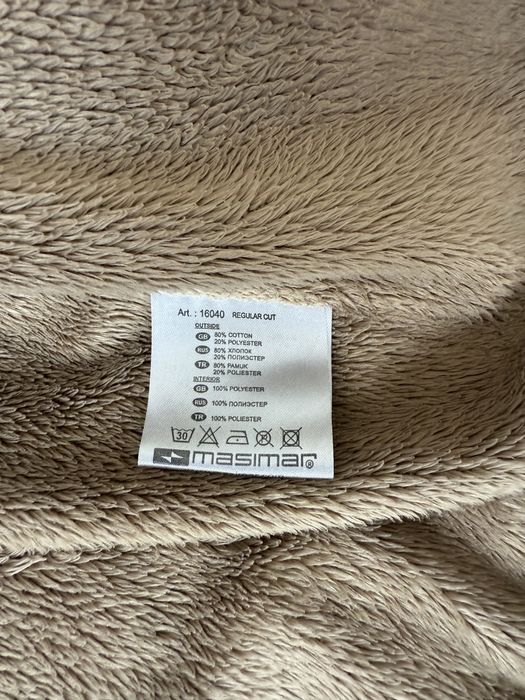 Art. : 16040 REGULAR CUT
OUTSIDE
GB 80% COTTON
20% POLYESTER
RUS 80% ХЛОПОК
20% ПОЛИЭСТЕР
TR 80% PAMUK
20% POLIESTER
INTERIOR
GB 100% POLYESTER
RUS 100% ПОЛИЭСТЕР
TR 100% POLIESTER
30
masimar®